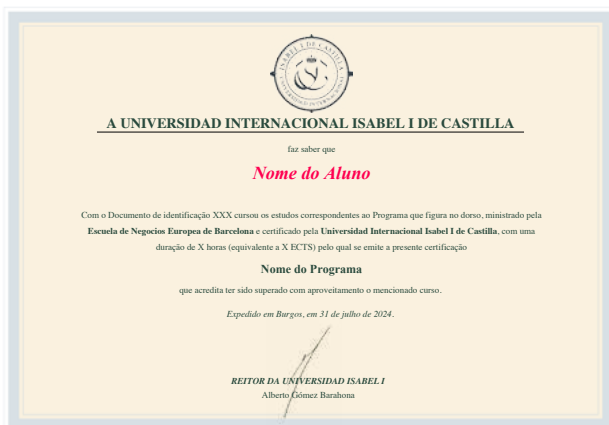 ISABEL I DE CASTILLA
A UNIVERSIDAD INTERNACIONAL ISABEL I DE CASTILLA
faz saber que
Nome do Aluno
Com o Documento de identificação XXX cursou os estudos correspondentes ao Programa que figura no dorso, ministrado pela
Escuela de Negocios Europea de Barcelona e certificado pela Universidad Internacional Isabel I de Castilla, com uma
duração de X horas (equivalente a X ECTS) pelo qual se emite a presente certificação
Nome do Programa
que acredita ter sido superado com aproveitamento o mencionado curso.
Expedido em Burgos, em 31 de julho de 2024.
REITOR DA UNIVERSIDAD ISABEL I
Alberto Gómez Barahona